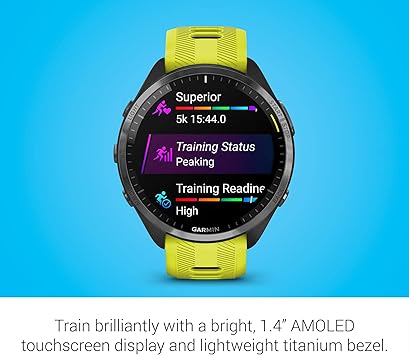 Superior
5k 15:44.0
Training Status
Peaking
Training Readine
High
GARMIN
Train brilliantly with a bright, 1.4” AMOLED
touchscreen display and lightweight titanium bezel.